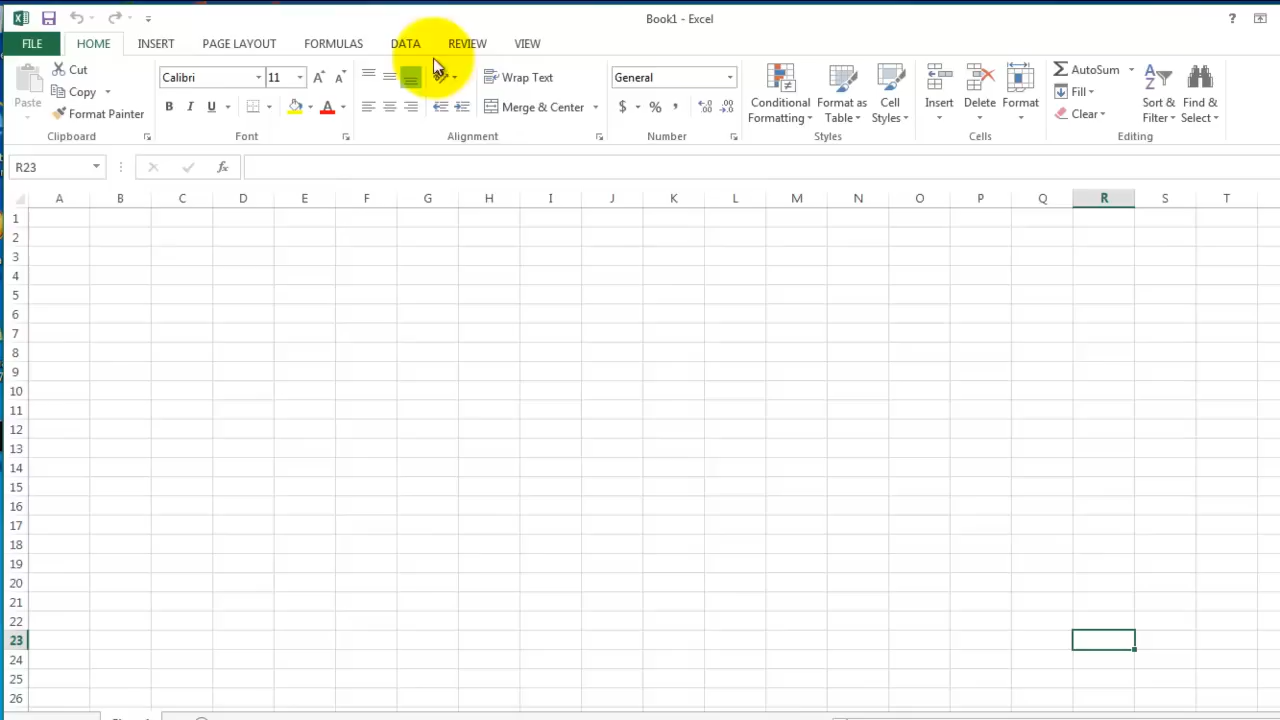 Book1 - Excel
?
FILE HOME INSERT PAGE LAYOUT FORMULAS DATA REVIEW VIEW
Paste
Cut
Copy
Format Painter
Clipboard
Calibri 11
B I U
Font
Wrap Text
Merge & Center
Alignment
General
$ % ,
Number
Conditional Formatting
Format as Table
Cell Styles
Styles
Insert Delete Format
Cells
AutoSum
Fill
Clear
Sort & Filter
Find & Select
Editing
R23 fx
A B C D E F G H I J K L M N O P Q R S T
1
2
3
4
5
6
7
8
9
10
11
12
13
14
15
16
17
18
19
20
21
22
23
24
25
26